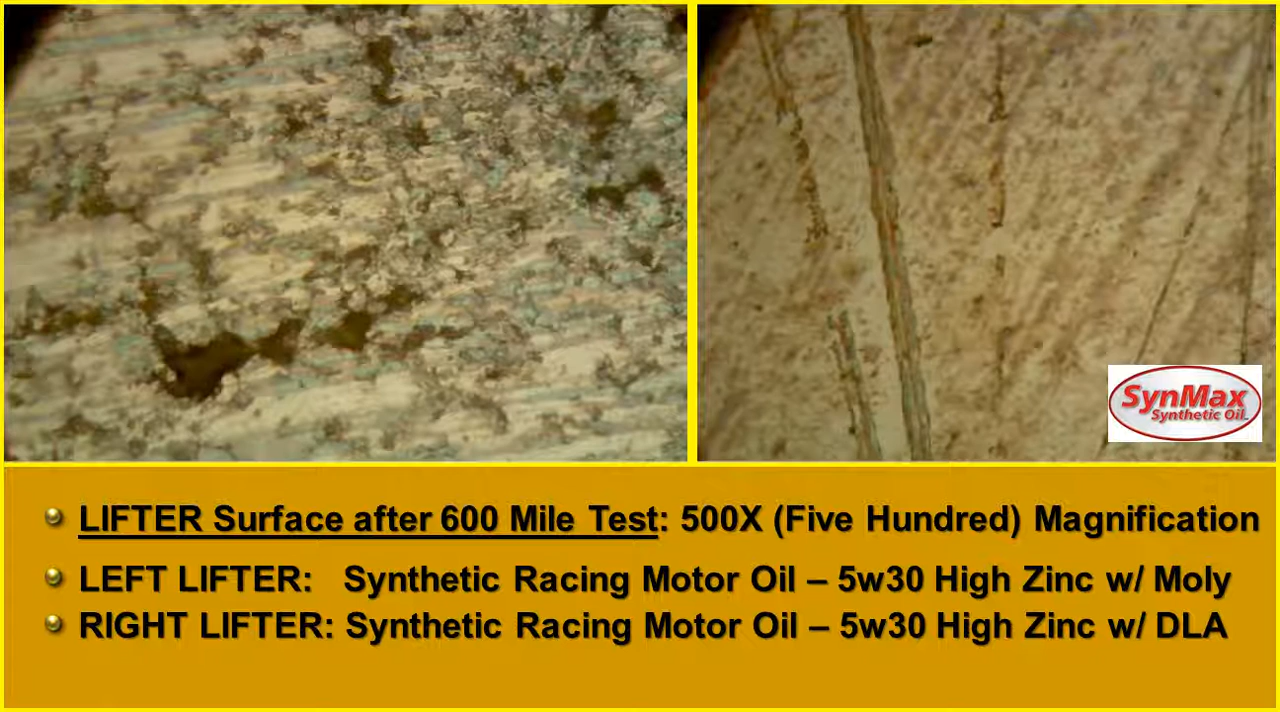 SynMax
Synthetic Oil
LIFTER Surface after 600 Mile Test: 500X (Five Hundred) Magnification
LEFT LIFTER: Synthetic Racing Motor Oil – 5w30 High Zinc w/ Moly
RIGHT LIFTER: Synthetic Racing Motor Oil – 5w30 High Zinc w/ DLA